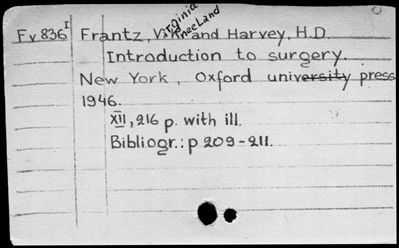 Virginia
KneeLand
Fv 836 I Frantz, V.K. and Harvey, H.D.
Introduction to surgery.
New York, Oxford university press
1946.
XII, 216 p. with ill.
Bibliogr.: p 209-211.